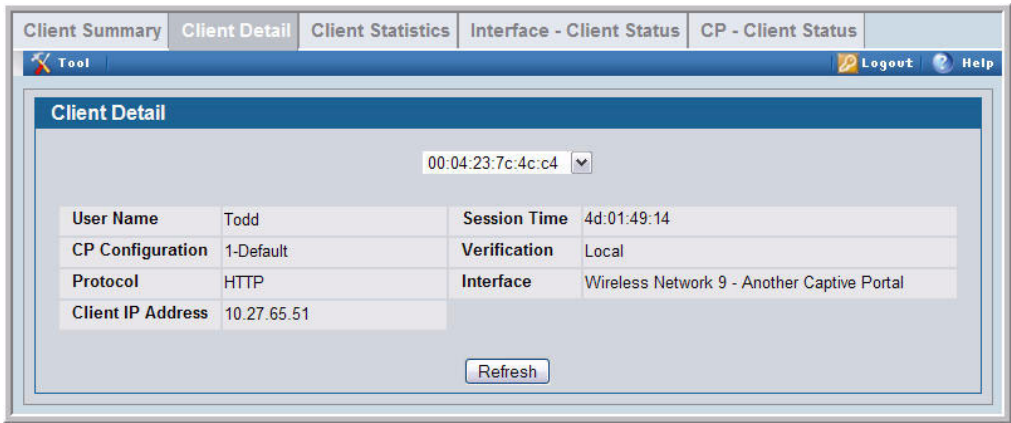 Client Summary Client Detail Client Statistics Interface - Client Status CP - Client Status
Tool Logout Help
Client Detail
00:04:23:7c:4c:c4
User Name Todd Session Time 4d:01:49:14
CP Configuration 1-Default Verification Local
Protocol HTTP Interface Wireless Network 9 - Another Captive Portal
Client IP Address 10.27.65.51
Refresh